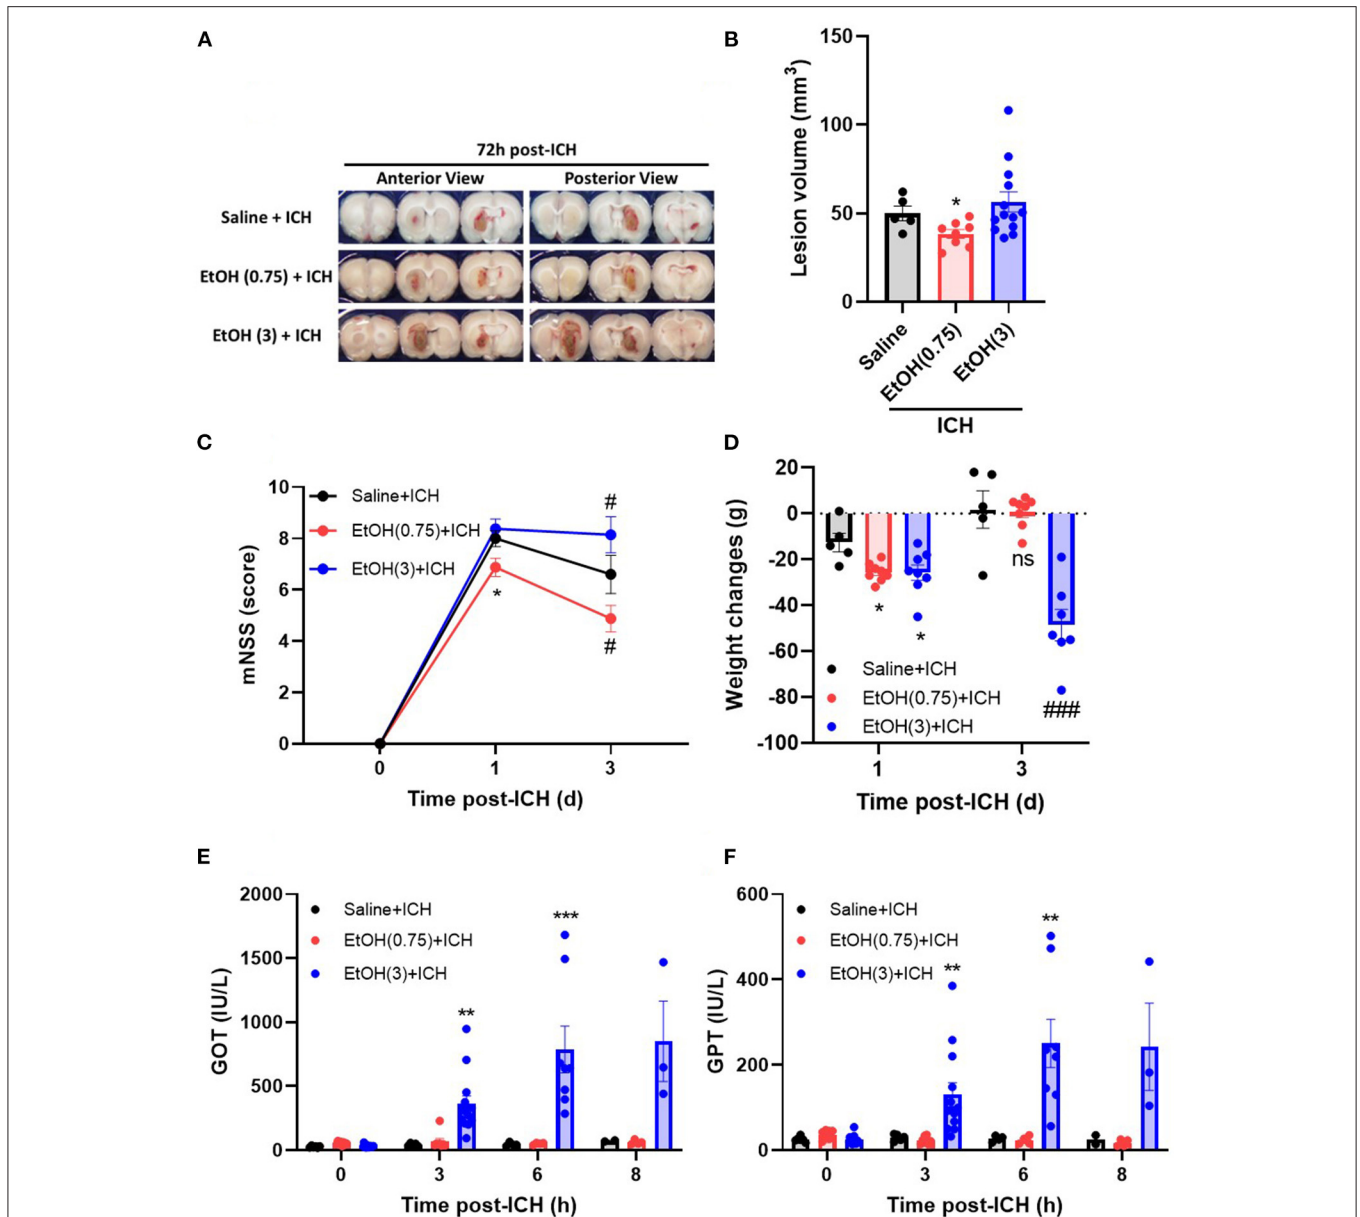 A
72h post-ICH
Anterior View
Posterior View
Saline + ICH
EtOH (0.75) + ICH
EtOH (3) + ICH
B
Lesion volume (mm³)
150
100
50
0
*
Saline
EtOH(0.75)
EtOH(3)
ICH
C
mNSS (score)
10
8
6
4
2
0
Saline+ICH
EtOH(0.75)+ICH
EtOH(3)+ICH
#
*
#
0 1 3
Time post-ICH (d)
D
Weight changes (g)
20
0
-20
-40
-60
-80
-100
*
*
ns
###
Saline+ICH
EtOH(0.75)+ICH
EtOH(3)+ICH
1 3
Time post-ICH (d)
E
GOT (IU/L)
2000
1500
1000
500
0
Saline+ICH
EtOH(0.75)+ICH
EtOH(3)+ICH
**
***
0 3 6 8
Time post-ICH (h)
F
GPT (IU/L)
600
400
200
0
Saline+ICH
EtOH(0.75)+ICH
EtOH(3)+ICH
**
**
0 3 6 8
Time post-ICH (h)